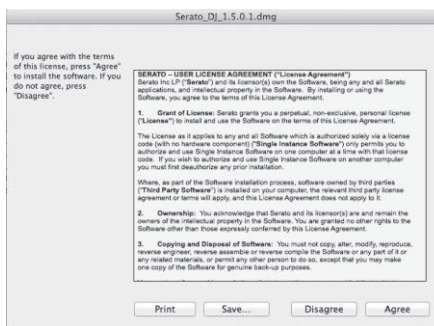 Serato_DJ_1.5.0.1.dmg
If you agree with the terms
of this license, press "Agree"
to install the software. If you
do not agree, press
"Disagree".
SERATO – USER LICENSE AGREEMENT ("License Agreement")
Serato Inc LP ("Serato") and its licensor(s) own the Software, being any and all Serato
applications, and intellectual property in the Software. By installing or using the
Software, you agree to the terms of this License Agreement.
1. Grant of License: Serato grants you a perpetual, non-exclusive, personal license
("License") to install and use the Software on the terms of this License Agreement.
The License as it applies to any and all Software which is authorized solely via a license
code (with no hardware component) ("Single Instance Software") only permits you to
authorize and use Single Instance Software on one computer at a time with that license
code. If you wish to authorize and use Single Instance Software on another computer
you must first deauthorize any prior installation.
Where, as part of the Software installation process, software owned by third parties
("Third Party Software") is installed on your computer, the relevant third party license
agreement or terms will apply, and this License Agreement does not apply to it.
2. Ownership: You acknowledge that Serato and its licensor(s) are and remain the
owners of the intellectual property in the Software. You are granted no other rights to the
Software other than those expressly conferred by this License Agreement.
3. Copying and Disposal of Software: You must not copy, alter, modify, reproduce,
reverse engineer, reverse assemble or reverse compile the Software or any part of it or
any related materials, or permit any other person to do so, except that you may make
one copy of the Software for genuine back-up purposes.
Print Save... Disagree Agree